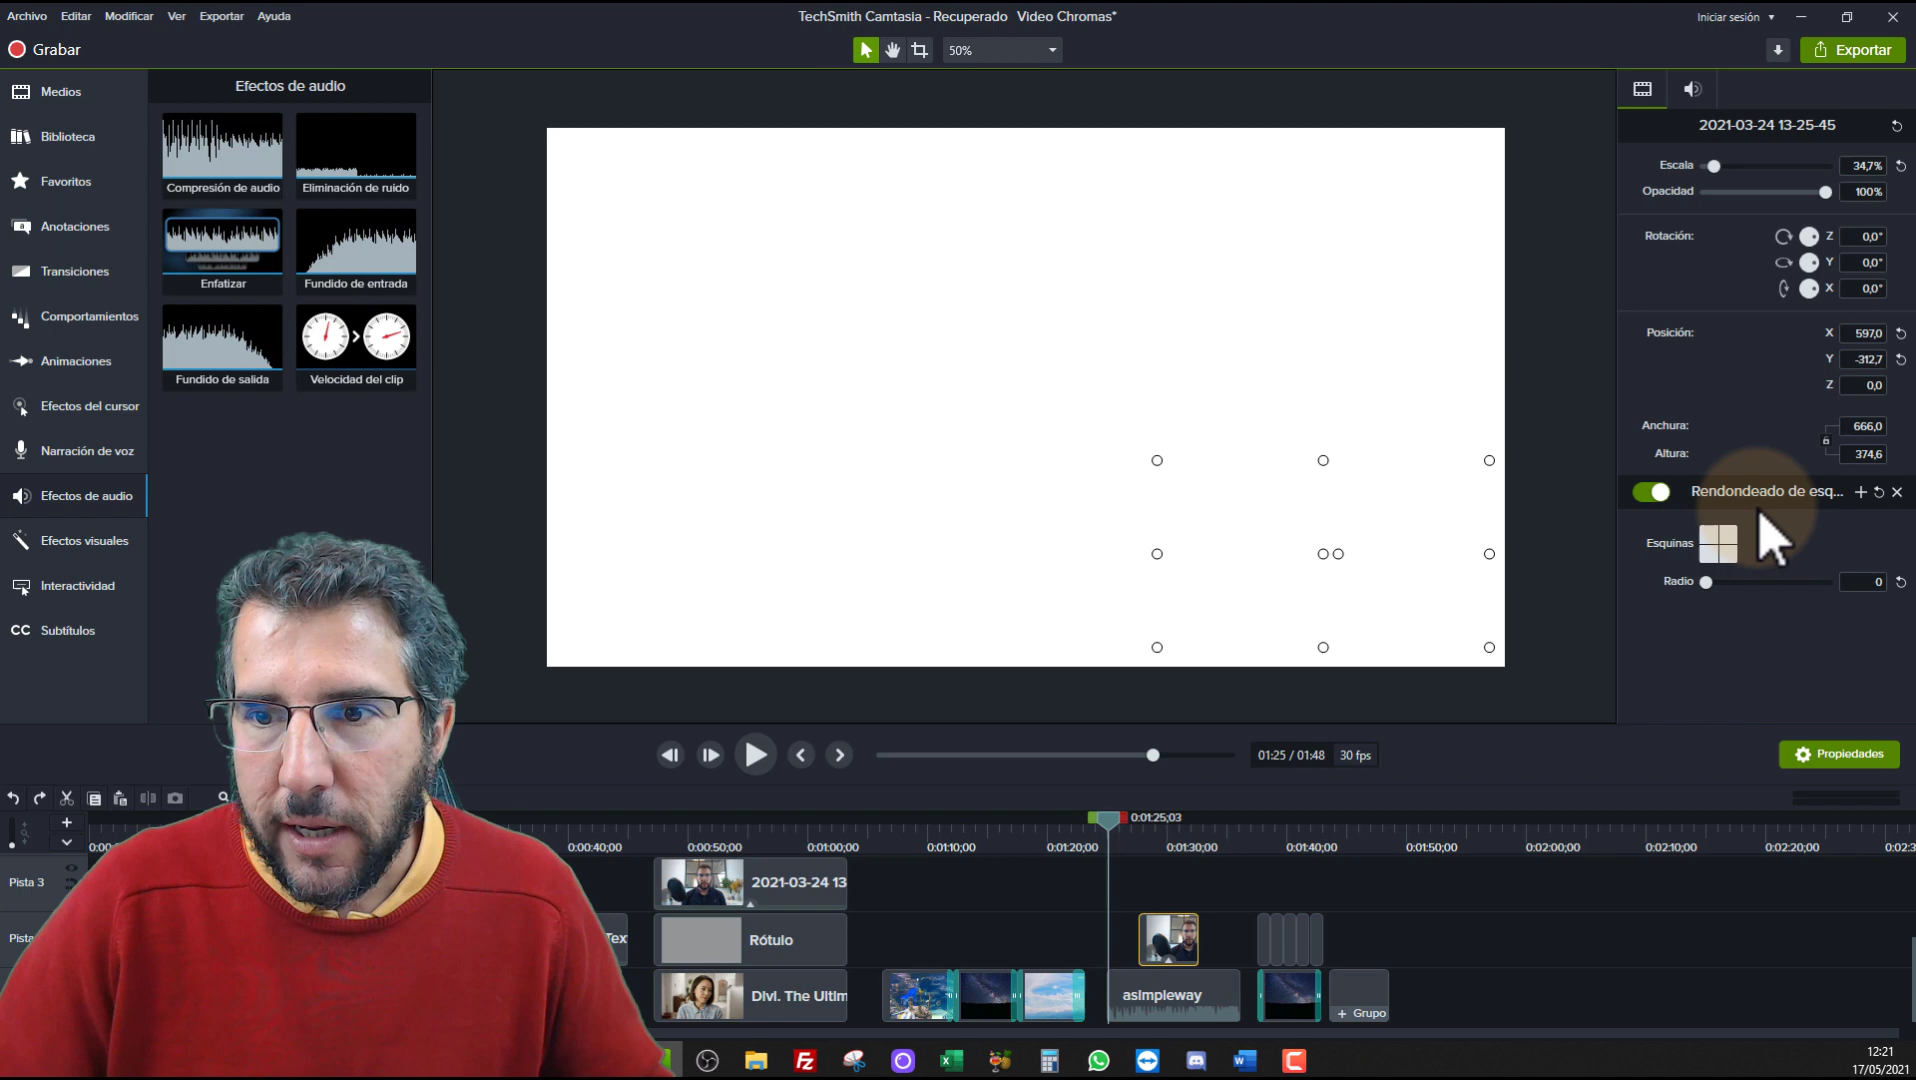 Archivo Editar Modificar Ver Exportar Ayuda
TechSmith Camtasia - Recuperado Video Chromas*
Iniciar sesión
Grabar
50%
Exportar
Medios
Biblioteca
Favoritos
Anotaciones
Transiciones
Comportamientos
Animaciones
Efectos del cursor
Narración de voz
Efectos de audio
Efectos visuales
Interactividad
CC Subtítulos
Efectos de audio
Compresión de audio
Eliminación de ruido
Enfatizar
Fundido de entrada
Fundido de salida
Velocidad del clip
2021-03-24 13-25-45
Escala 34,7%
Opacidad 100%
Rotación: Z 0,0°
Y 0,0°
X 0,0°
Posición: X 597,0
Y -312,7
Z 0,0
Anchura: 666,0
Altura: 374,6
Rendondeado de esq...
Esquinas
Radio 0
01:25 / 01:48 30 fps
Propiedades
0:01:25;03
0:00:40;00 0:00:50;00 0:01:00;00 0:01:10;00 0:01:20;00 0:01:30;00 0:01:40;00 0:01:50;00 0:02:00;00 0:02:10;00 0:02:20;00
Pista 3
2021-03-24 13
Pista
Tex
Rótulo
Divi. The Ultim
asimpleway
+ Grupo
12:21
17/05/2021